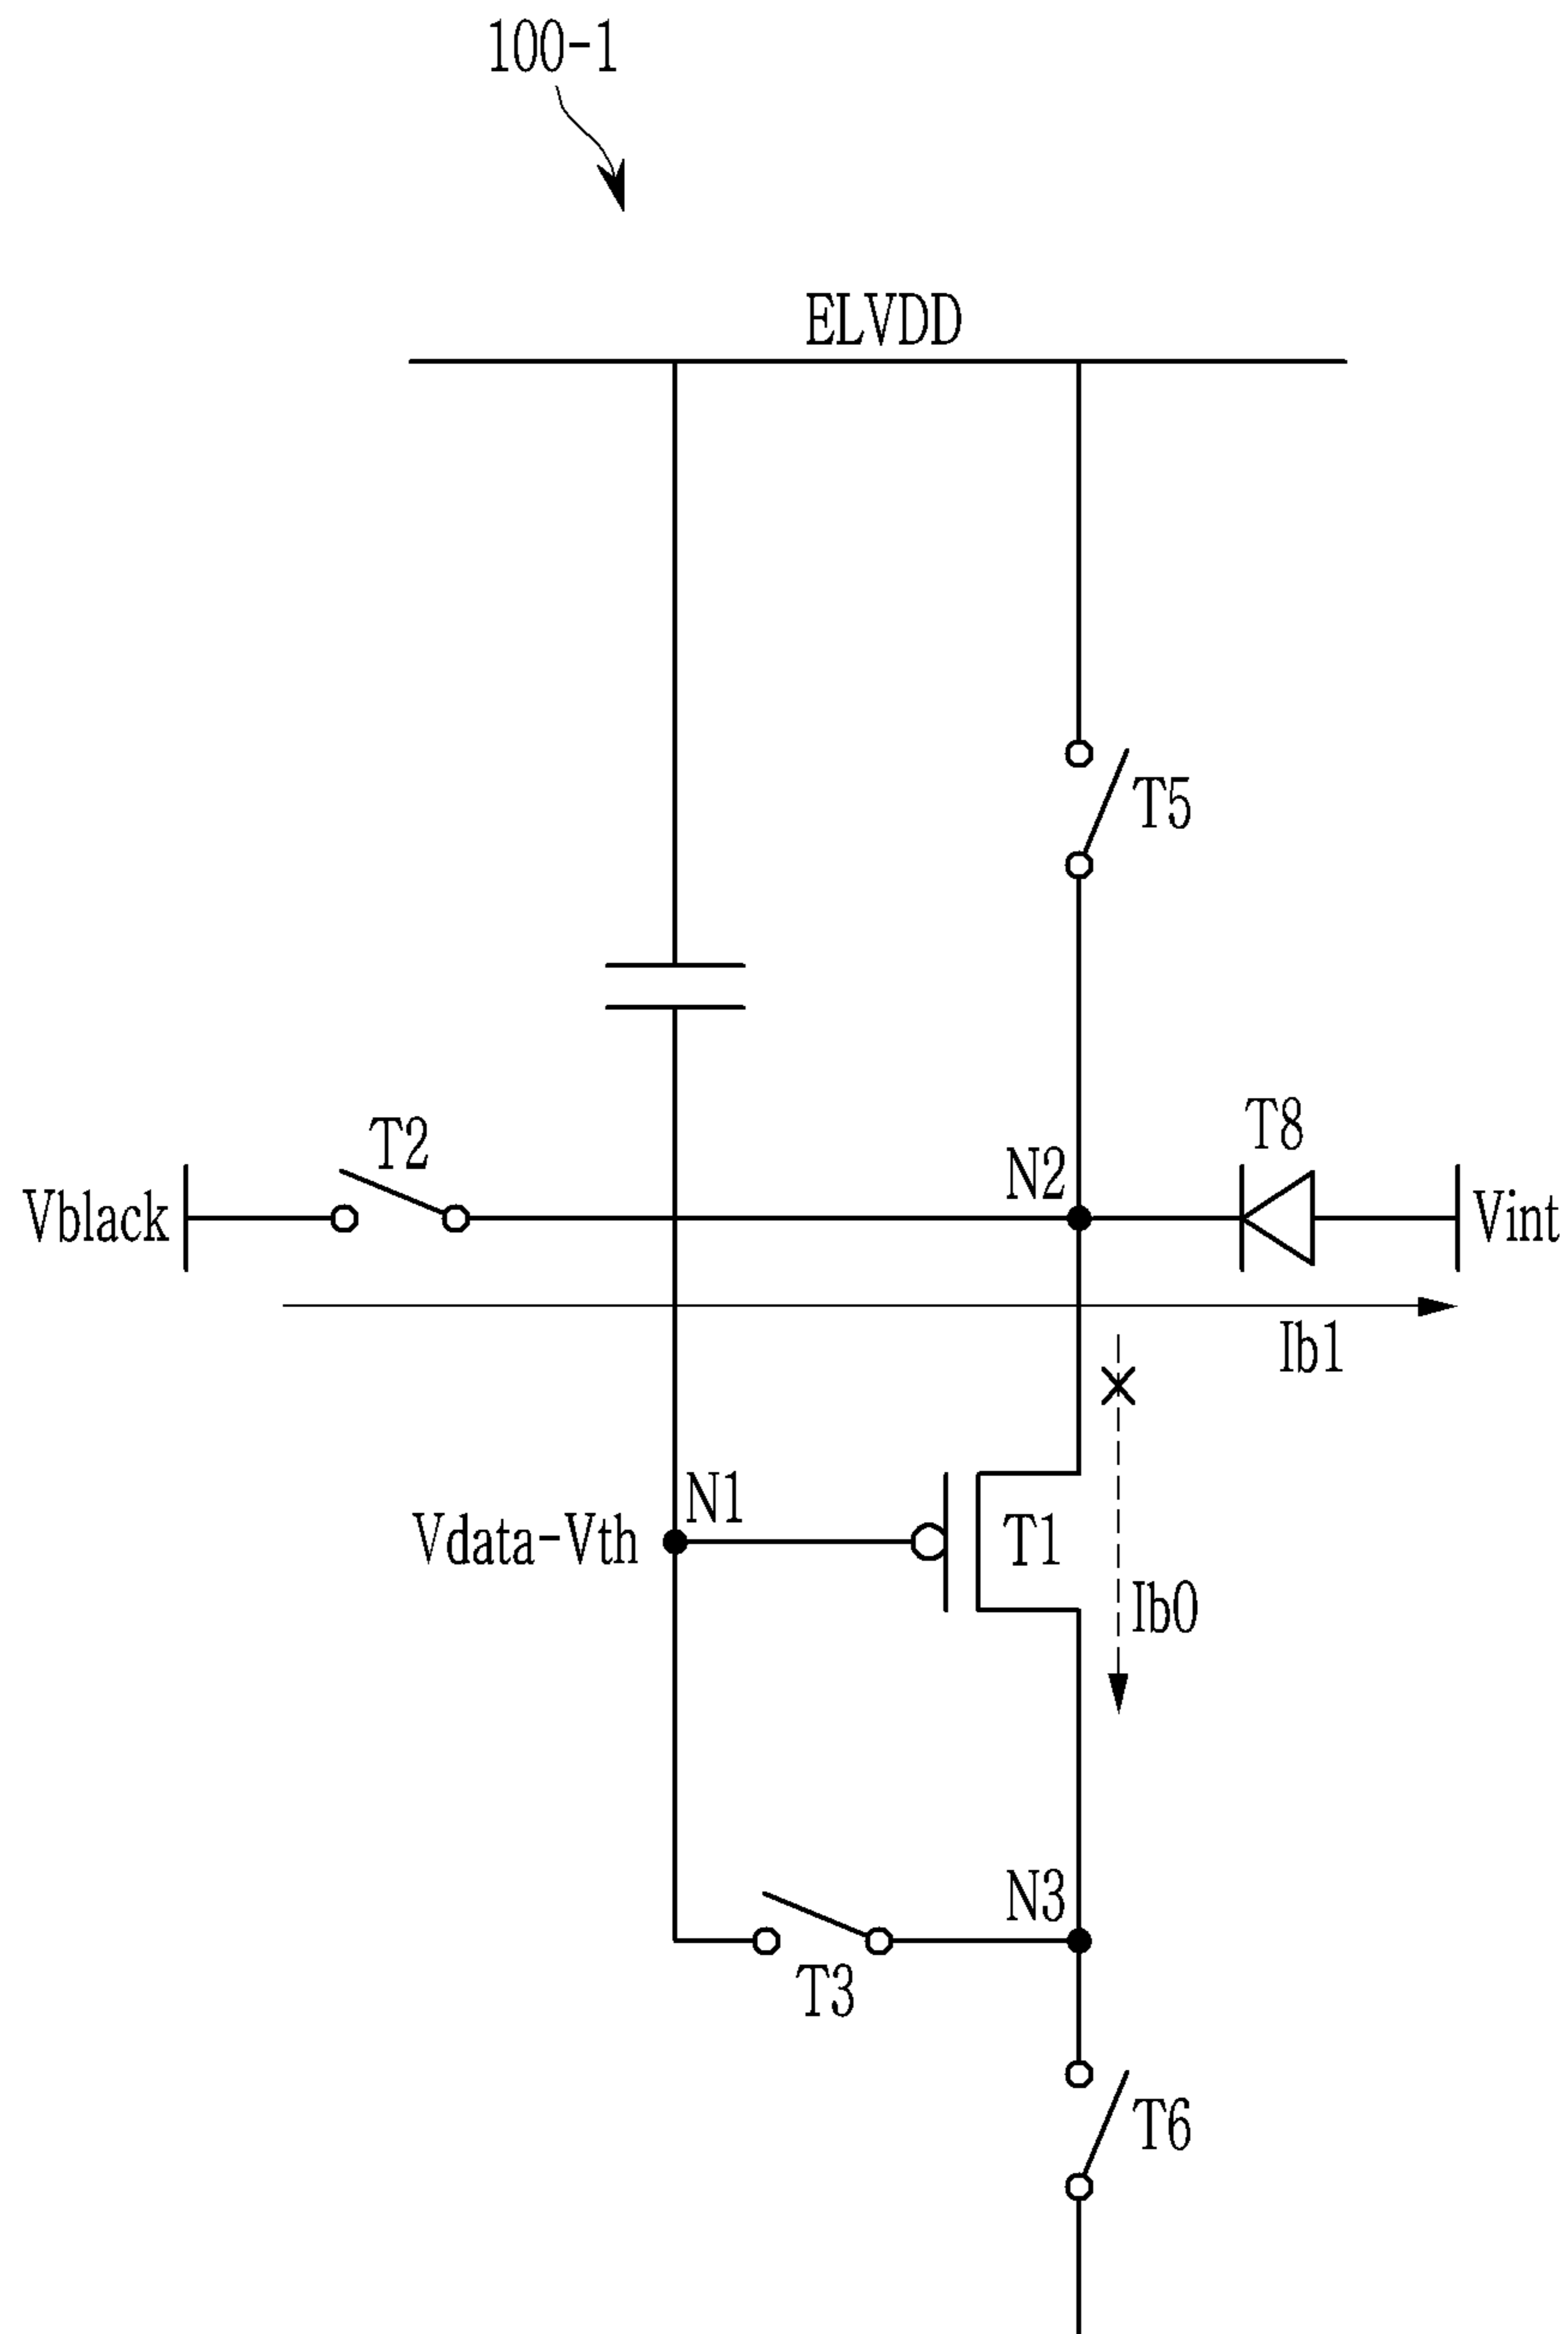 100-1
ELVDD
T5
T2
N2
T8
Vblack
Vint
Ib1
N1
Vdata-Vth
T1
Ib0
N3
T3
T6